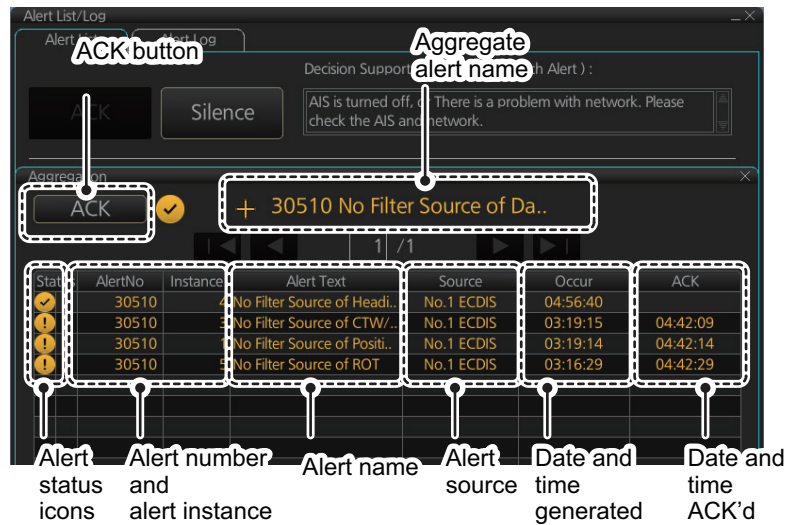 Alert List/Log
Alert Log
ACK button
Aggregate
alert name
Decision Support
h Alert ) :
ACK
Silence
AIS is turned off, or There is a problem with network. Please
check the AIS and network.
Aggregation
ACK
+ 30510 No Filter Source of Da..
1 /1
Status AlertNo Instance Alert Text Source Occur ACK
30510 4 No Filter Source of Headi.. No.1 ECDIS 04:56:40
30510 3 No Filter Source of CTW/.. No.1 ECDIS 03:19:15 04:42:09
30510 1 No Filter Source of Positi.. No.1 ECDIS 03:19:14 04:42:14
30510 5 No Filter Source of ROT No.1 ECDIS 03:16:29 04:42:29
Alert
status
icons
Alert number
and
alert instance
Alert name
Alert
source
Date and
time
generated
Date and
time
ACK'd